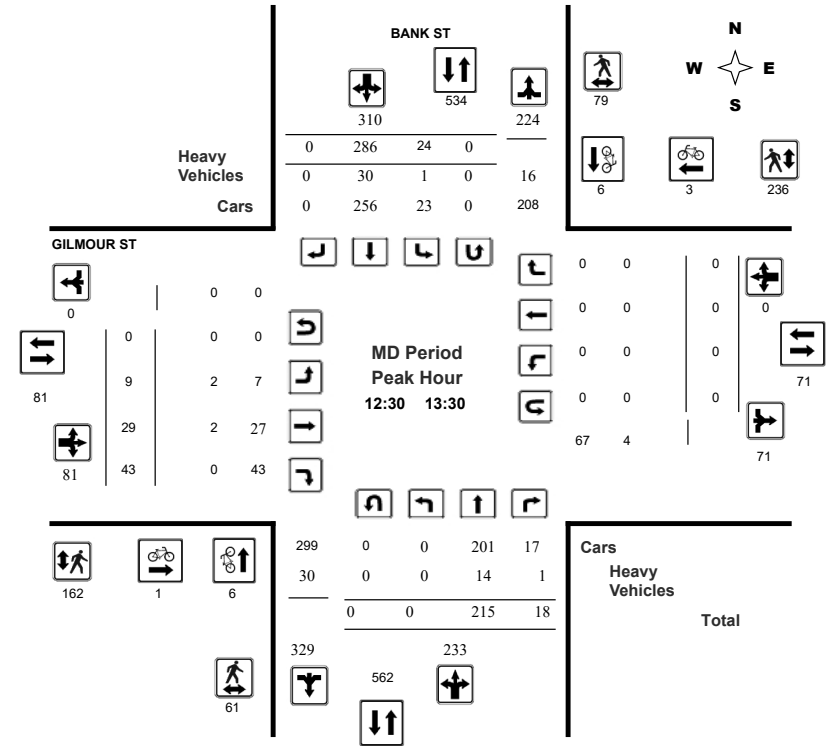 BANK ST
N
W E
S
534
79
310 224
0 286 24 0
Heavy
Vehicles
0 30 1 0 16
Cars 0 256 23 0 208
6 3 236
GILMOUR ST
0 0 0
0 0 0
0 0 0 0
0 0 0
0 0 0
0 0 0
9 2 7
29 2 27
43 0 43
81
81
MD Period
Peak Hour
12:30 13:30
67 4
71
71
299 0 0 201 17 Cars
30 0 0 14 1 Heavy
Vehicles
0 0 215 18 Total
162 1 6
329 233
562
61